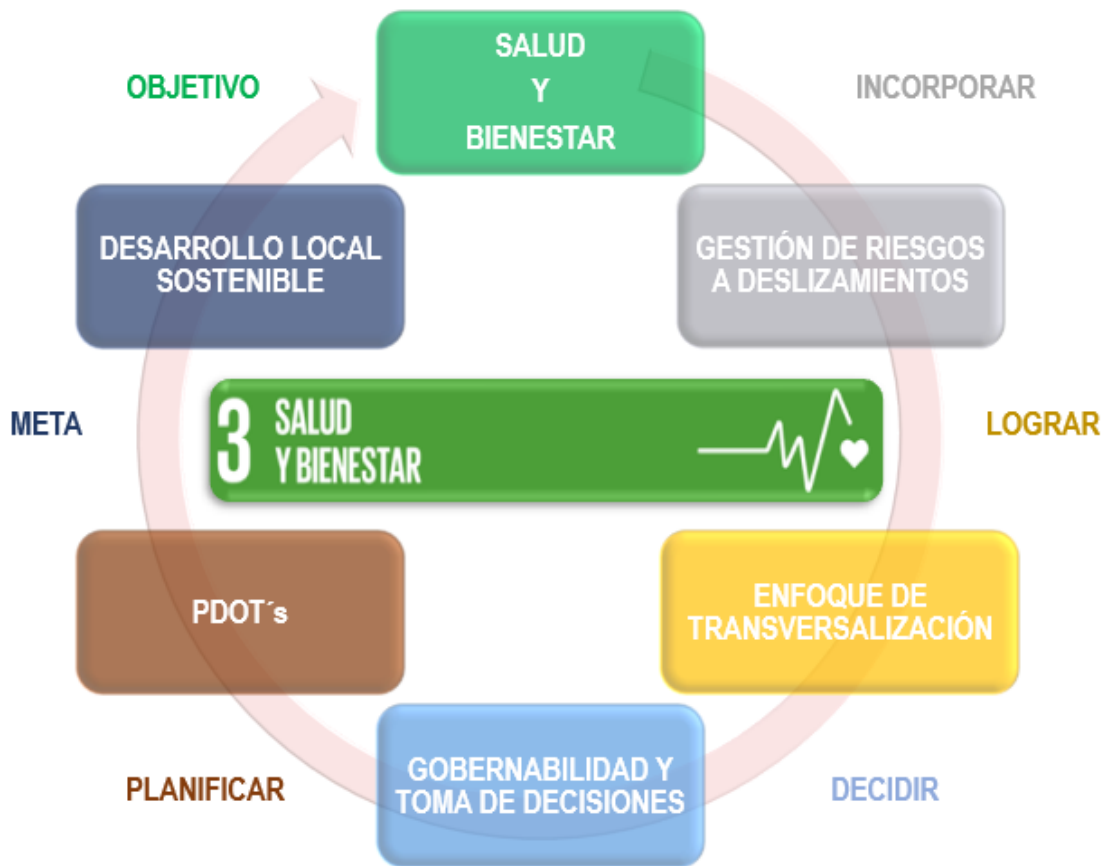 SALUD
Y
BIENESTAR
OBJETIVO
INCORPORAR
DESARROLLO LOCAL
SOSTENIBLE
GESTIÓN DE RIESGOS
A DESLIZAMIENTOS
META
3 SALUD
Y BIENESTAR
LOGRAR
PDOT´s
ENFOQUE DE
TRANSVERSALIZACIÓN
PLANIFICAR
GOBERNABILIDAD Y
TOMA DE DECISIONES
DECIDIR